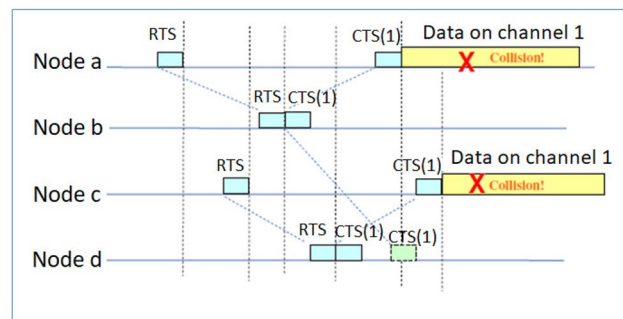 RTS
CTS(1)
Data on channel 1
Node a
X Collision!
RTS CTS(1)
Node b
RTS
CTS(1)
Data on channel 1
Node c
X Collision!
RTS CTS(1)
CTS(1)
Node d